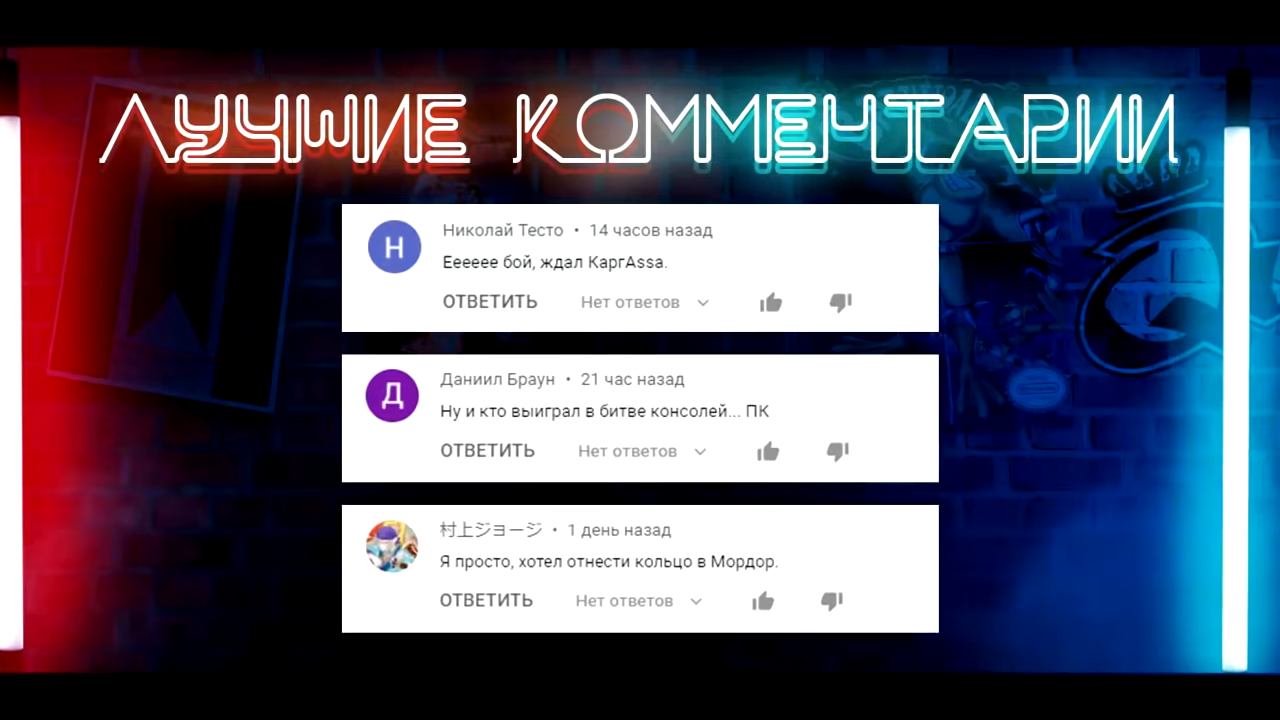 ЛУЧШИЕ КОММЕНТАРИИ
Н
Николай Тесто • 14 часов назад
Еееееe бой, ждал КаргAssa.
ОТВЕТИТЬ Нет ответов
Д
Даниил Браун • 21 час назад
Ну и кто выиграл в битве консолей... ПК
ОТВЕТИТЬ Нет ответов
村上ジョージ • 1 день назад
Я просто, хотел отнести кольцо в Мордор.
ОТВЕТИТЬ Нет ответов